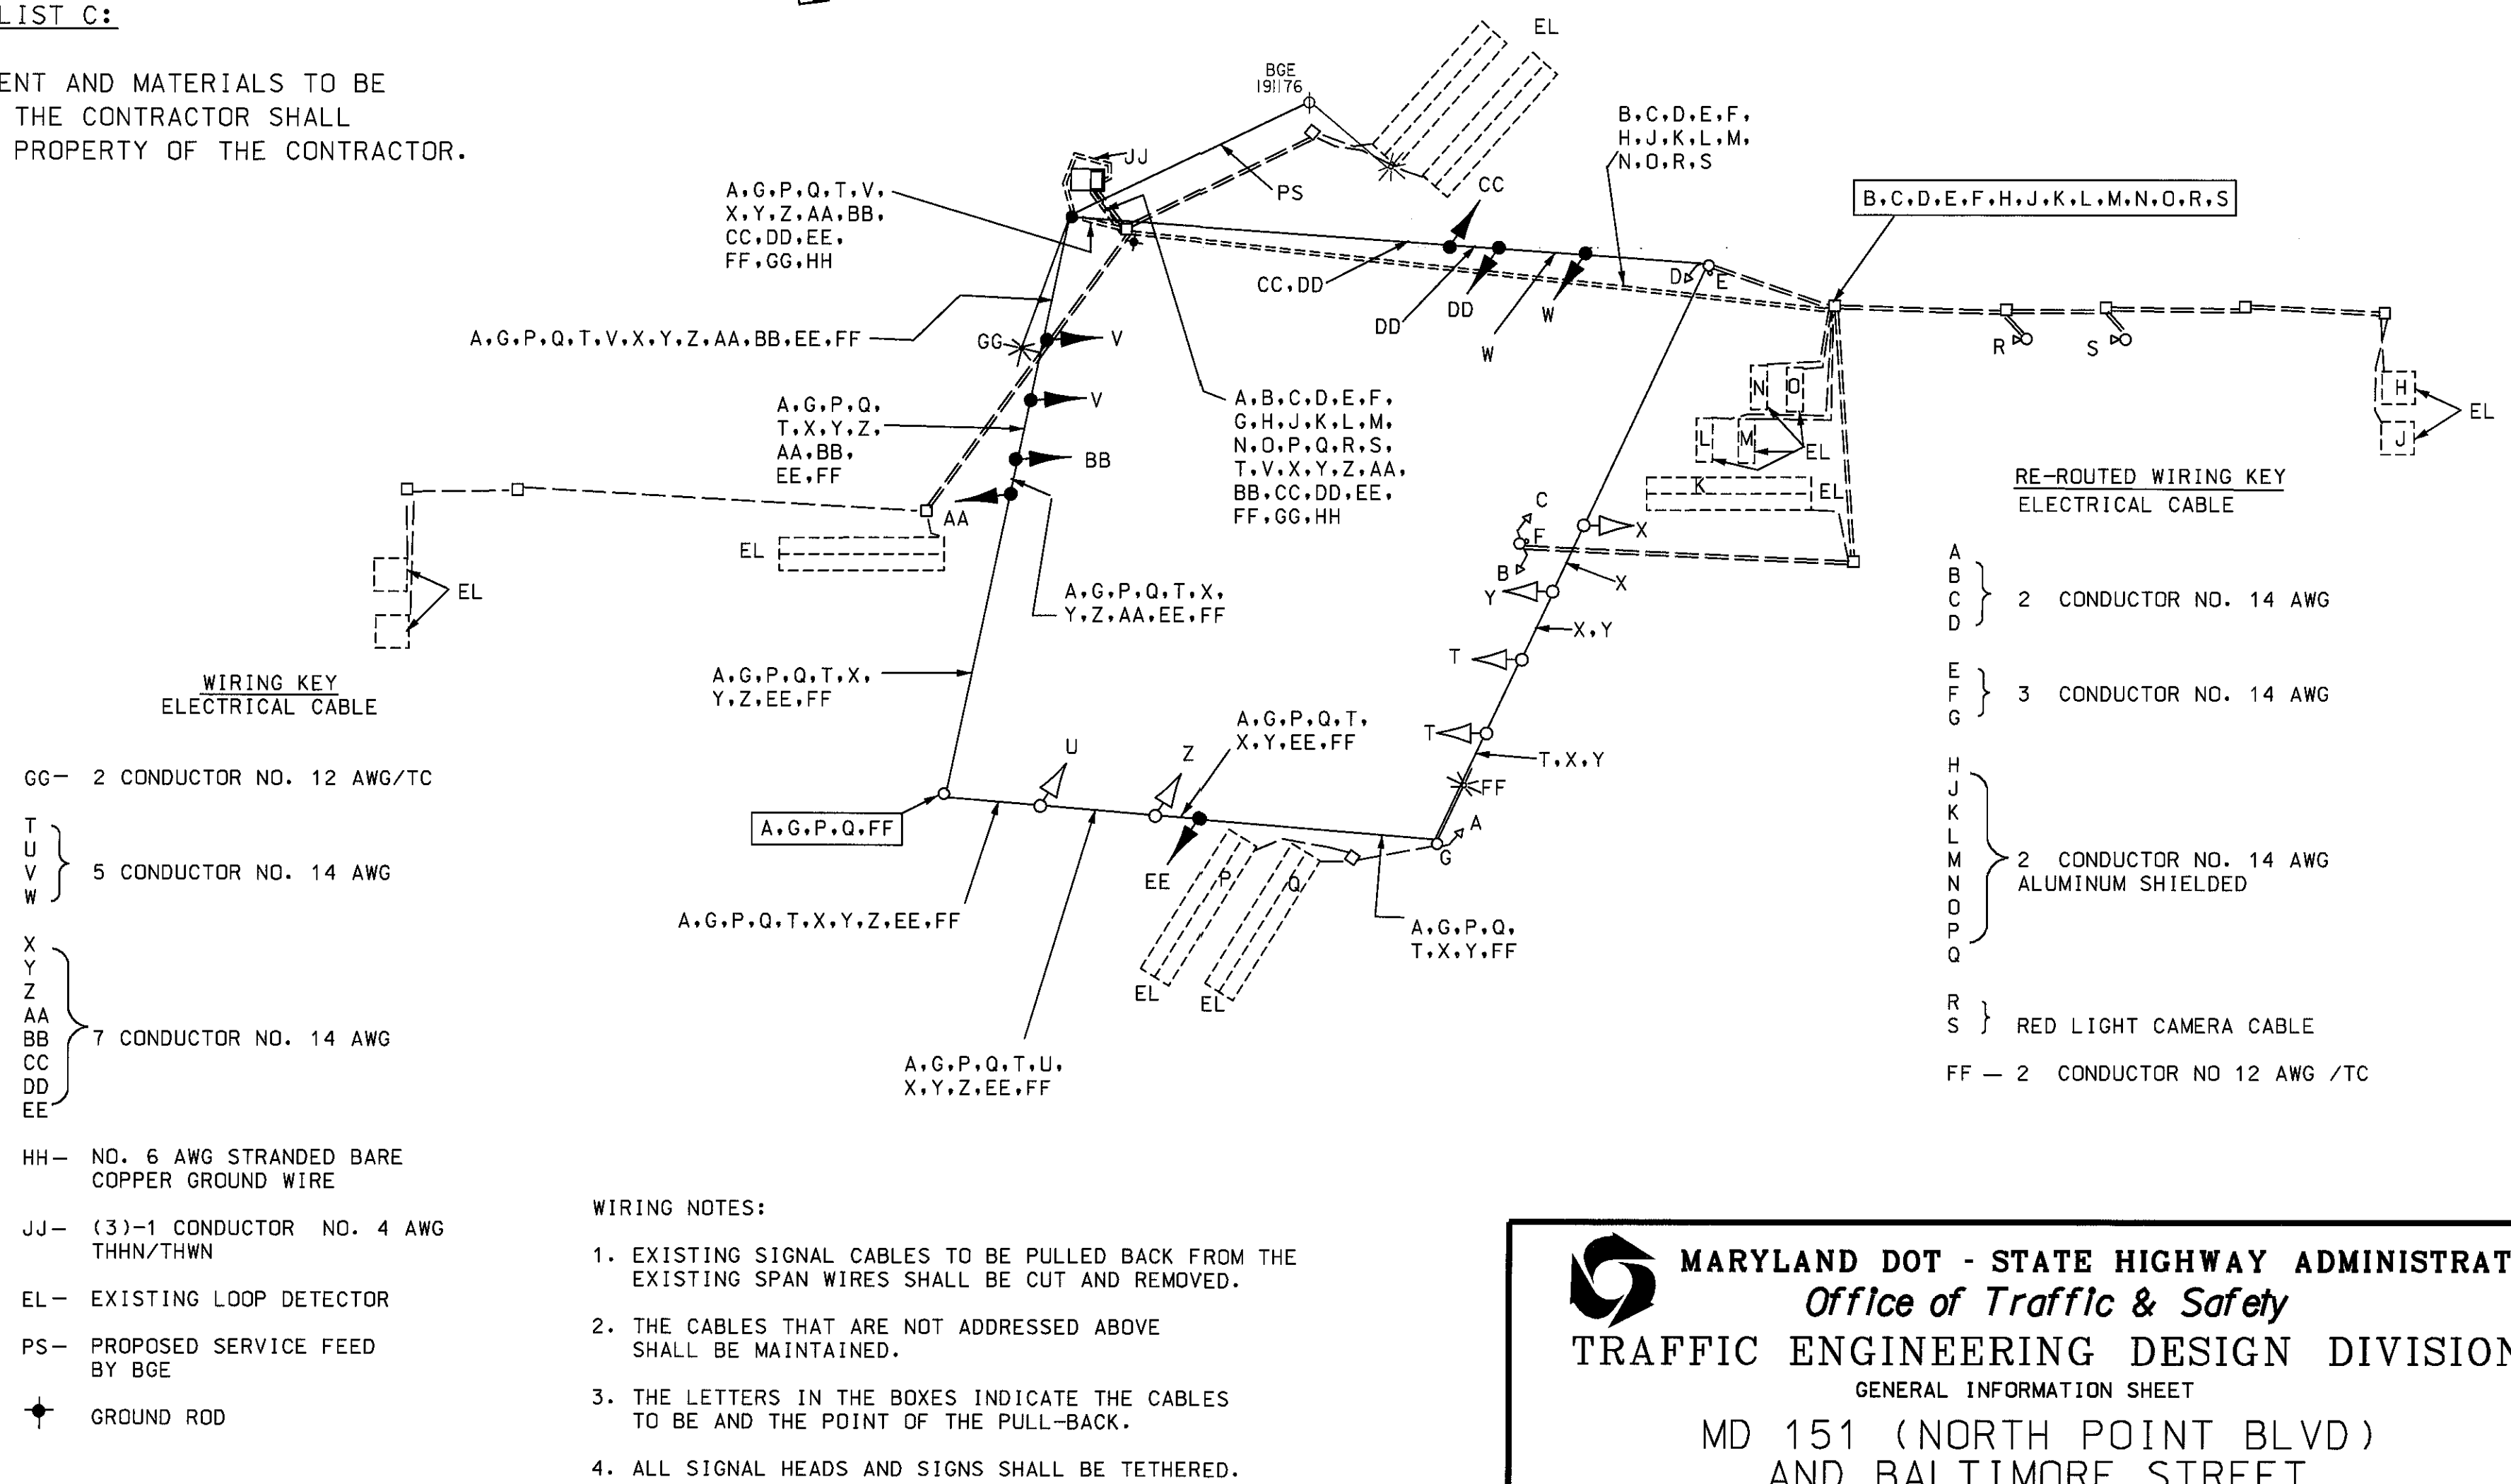 LIST C:
ENT AND MATERIALS TO BE
THE CONTRACTOR SHALL
PROPERTY OF THE CONTRACTOR.
EL
BGE
191176
JJ
PS
CC
B,C,D,E,F,
H,J,K,L,M,
N,O,R,S
B,C,D,E,F,H,J,K,L,M,N,O,R,S
A,G,P,Q,T,V,
X,Y,Z,AA,BB,
CC,DD,EE,
FF,GG,HH
CC,DD
DD
DD
W
W
D
E
A,G,P,Q,T,V,X,Y,Z,AA,BB,EE,FF
GG
V
R
S
H
J
EL
N
O
L
M
EL
K
EL
A,G,P,Q,
T,X,Y,Z,
AA,BB,
EE,FF
V
BB
AA
A,B,C,D,E,F,
G,H,J,K,L,M,
N,O,P,Q,R,S,
T,V,X,Y,Z,AA,
BB,CC,DD,EE,
FF,GG,HH
EL
EL
C
F
B
X
X
Y
X,Y
T
T
T,X,Y
FF
A
G
A,G,P,Q,T,X,
Y,Z,AA,EE,FF
A,G,P,Q,T,X,
Y,Z,EE,FF
A,G,P,Q,T,
X,Y,EE,FF
U
Z
A,G,P,Q,FF
EE
P
Q
EL
EL
A,G,P,Q,
T,X,Y,FF
A,G,P,Q,T,X,Y,Z,EE,FF
A,G,P,Q,T,U,
X,Y,Z,EE,FF
WIRING KEY
ELECTRICAL CABLE
GG— 2 CONDUCTOR NO. 12 AWG/TC
T
U
V
W
5 CONDUCTOR NO. 14 AWG
X
Y
Z
AA
BB
CC
DD
EE
7 CONDUCTOR NO. 14 AWG
HH— NO. 6 AWG STRANDED BARE
COPPER GROUND WIRE
JJ— (3)-1 CONDUCTOR NO. 4 AWG
THHN/THWN
EL— EXISTING LOOP DETECTOR
PS— PROPOSED SERVICE FEED
BY BGE
GROUND ROD
RE-ROUTED WIRING KEY
ELECTRICAL CABLE
A
B
C
D
2 CONDUCTOR NO. 14 AWG
E
F
G
3 CONDUCTOR NO. 14 AWG
H
J
K
L
M
N
O
P
Q
2 CONDUCTOR NO. 14 AWG
ALUMINUM SHIELDED
R
S
RED LIGHT CAMERA CABLE
FF — 2 CONDUCTOR NO 12 AWG /TC
WIRING NOTES:
1. EXISTING SIGNAL CABLES TO BE PULLED BACK FROM THE
EXISTING SPAN WIRES SHALL BE CUT AND REMOVED.
2. THE CABLES THAT ARE NOT ADDRESSED ABOVE
SHALL BE MAINTAINED.
3. THE LETTERS IN THE BOXES INDICATE THE CABLES
TO BE AND THE POINT OF THE PULL-BACK.
4. ALL SIGNAL HEADS AND SIGNS SHALL BE TETHERED.
MARYLAND DOT - STATE HIGHWAY ADMINISTRAT
Office of Traffic & Safety
TRAFFIC ENGINEERING DESIGN DIVISION
GENERAL INFORMATION SHEET
MD 151 (NORTH POINT BLVD)
AND BALTIMORE STREET